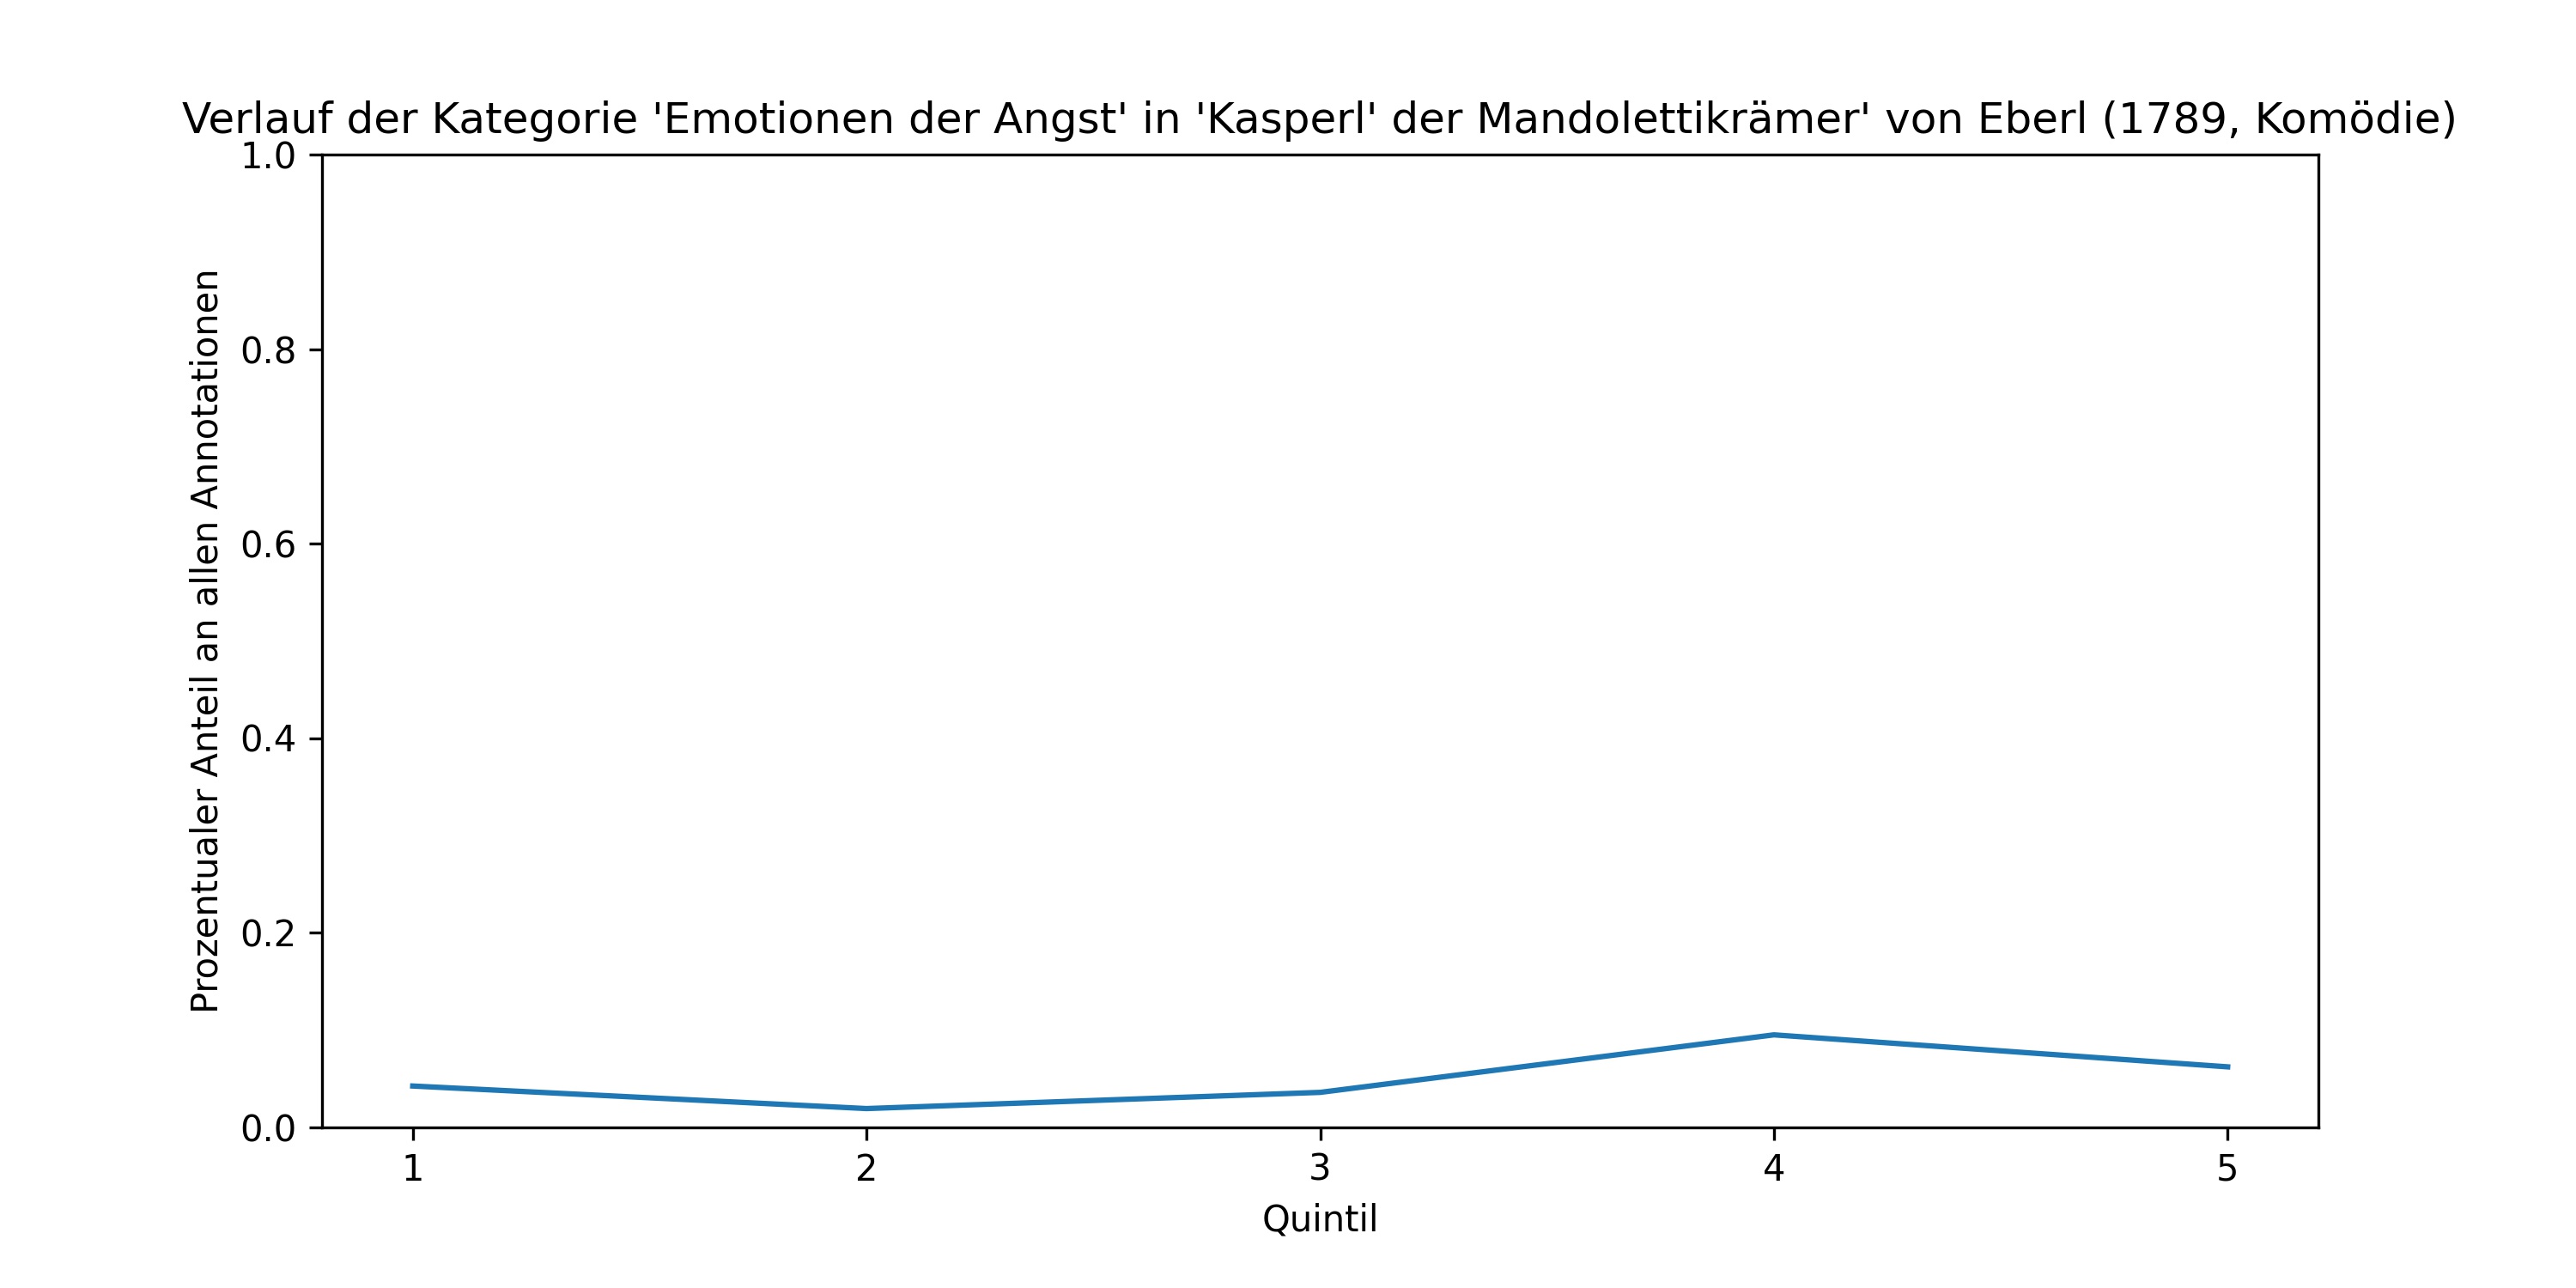 Verlauf der Kategorie 'Emotionen der Angst' in 'Kasperl' der Mandolettikrämer' von Eberl (1789, Komödie)
1.0
0.8
0.6
0.4
0.2
0.0
Prozentualer Anteil an allen Annotationen
1 2 3 4 5
Quintil